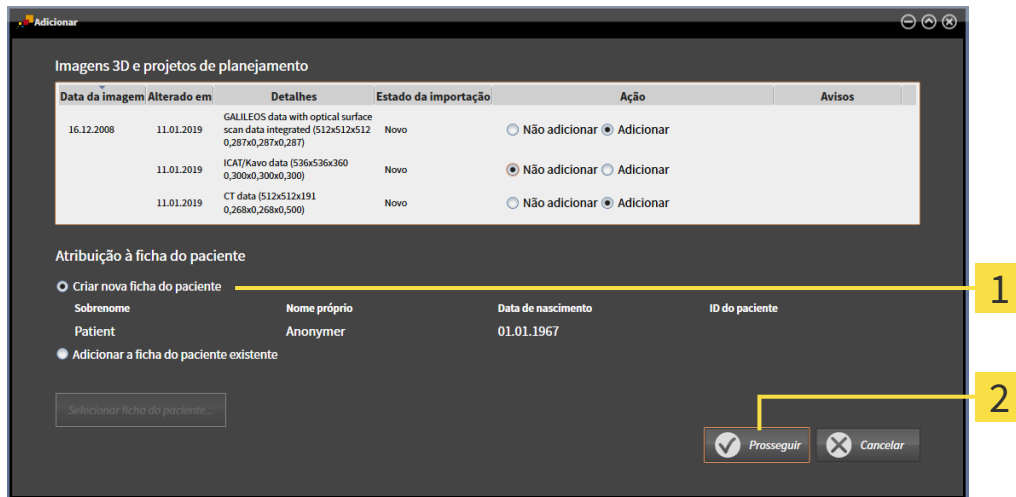 Adicionar
Imagens 3D e projetos de planejamento
Data da imagem Alterado em Detalhes Estado da importação Ação Avisos
16.12.2008 11.01.2019 GALILEOS data with optical surface scan data integrated (512x512x512 0,287x0,287x0,287) Novo Não adicionar Adicionar
11.01.2019 ICAT/Kavo data (536x536x360 0,300x0,300x0,300) Novo Não adicionar Adicionar
11.01.2019 CT data (512x512x191 0,268x0,268x0,500) Novo Não adicionar Adicionar
Atribuição à ficha do paciente
Criar nova ficha do paciente
1
Sobrenome Nome próprio Data de nascimento ID do paciente
Patient Anonymer 01.01.1967
Adicionar a ficha do paciente existente
Selecionar ficha do paciente...
2
Prosseguir Cancelar